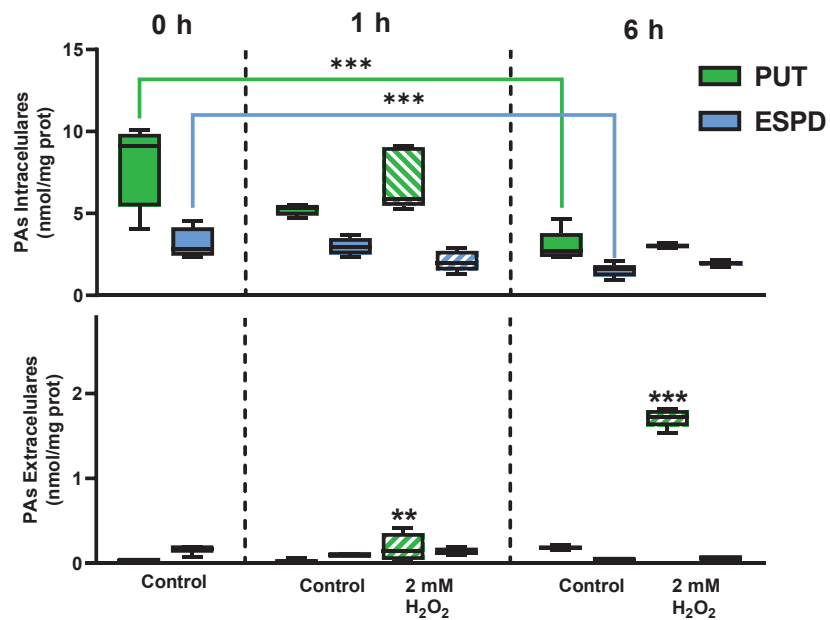 0 h
1 h
6 h
PAs Intracelulares
(nmol/mg prot)
15
10
5
0
***
***
PUT
ESPD
PAs Extracelulares
(nmol/mg prot)
2
1
0
**
***
Control
Control
2 mM
H₂O₂
Control
2 mM
H₂O₂